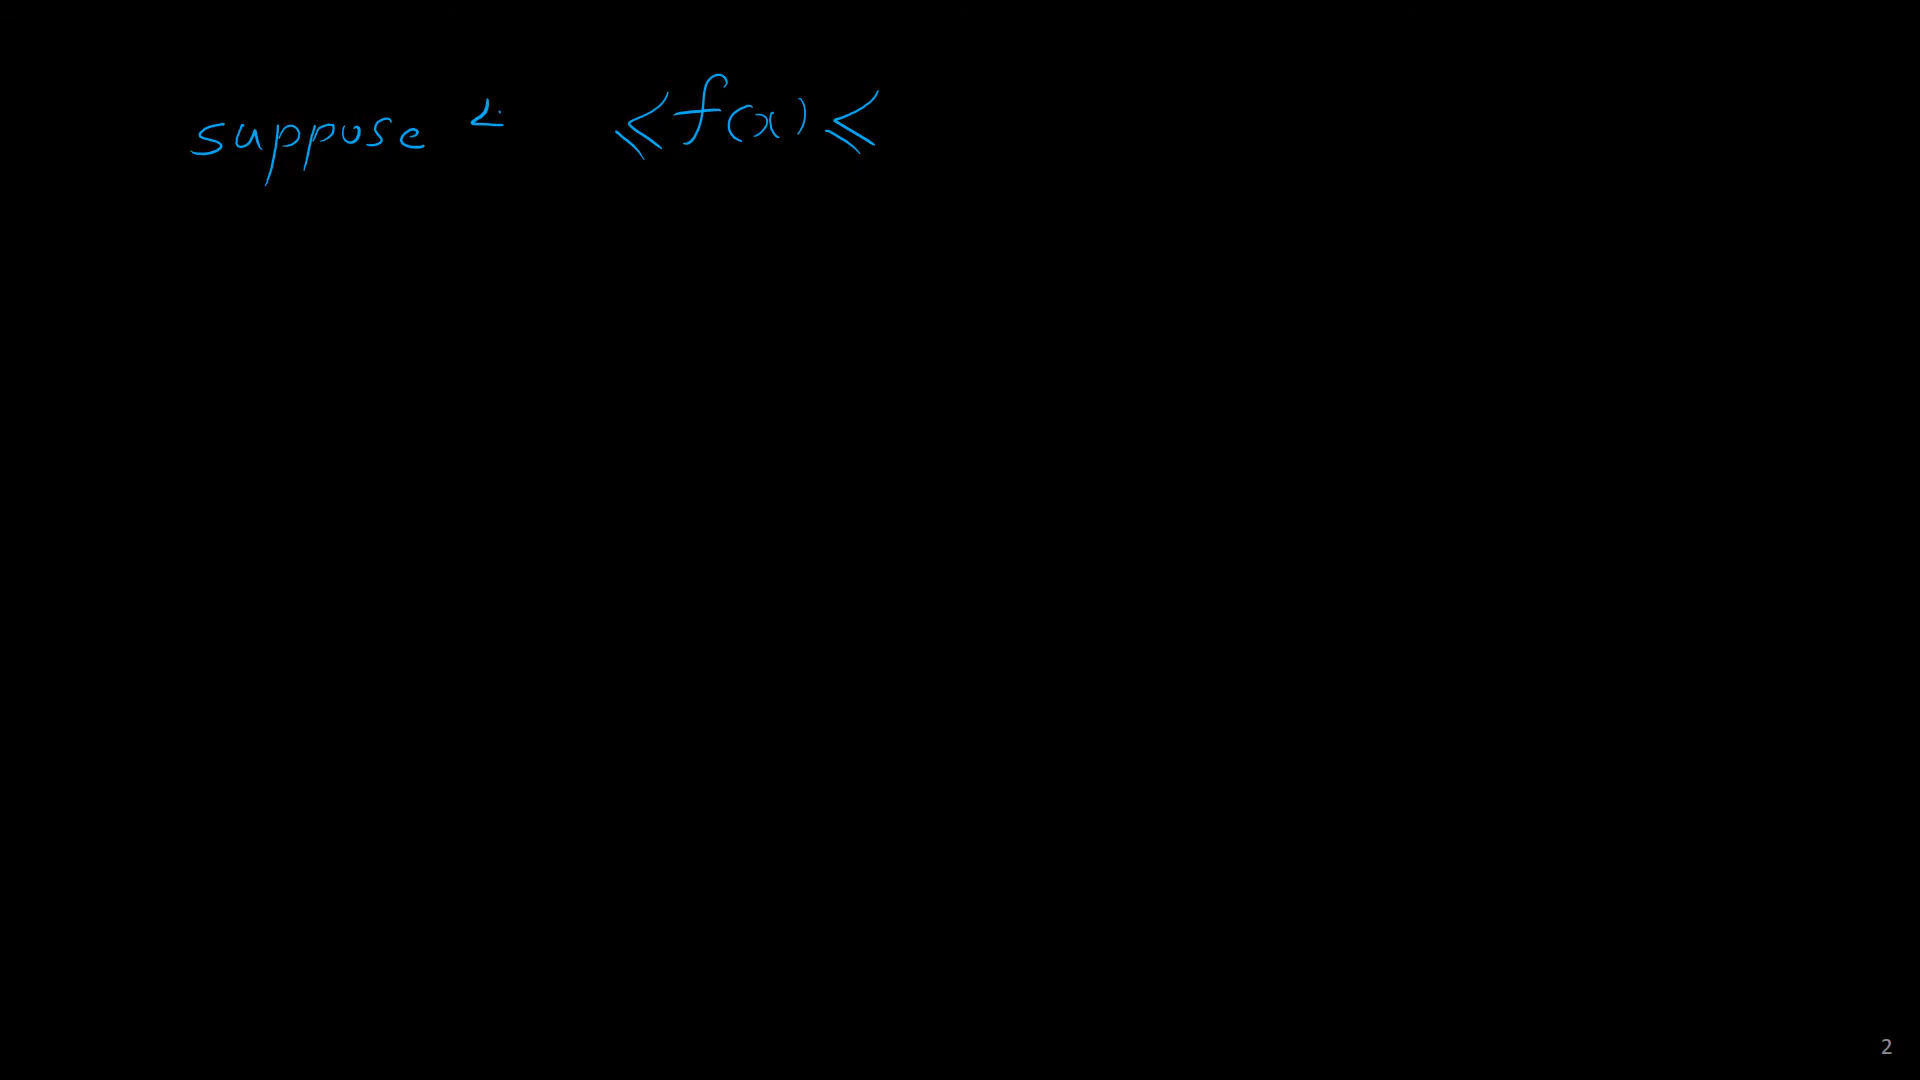 suppose ≤ f(x) ≤
2